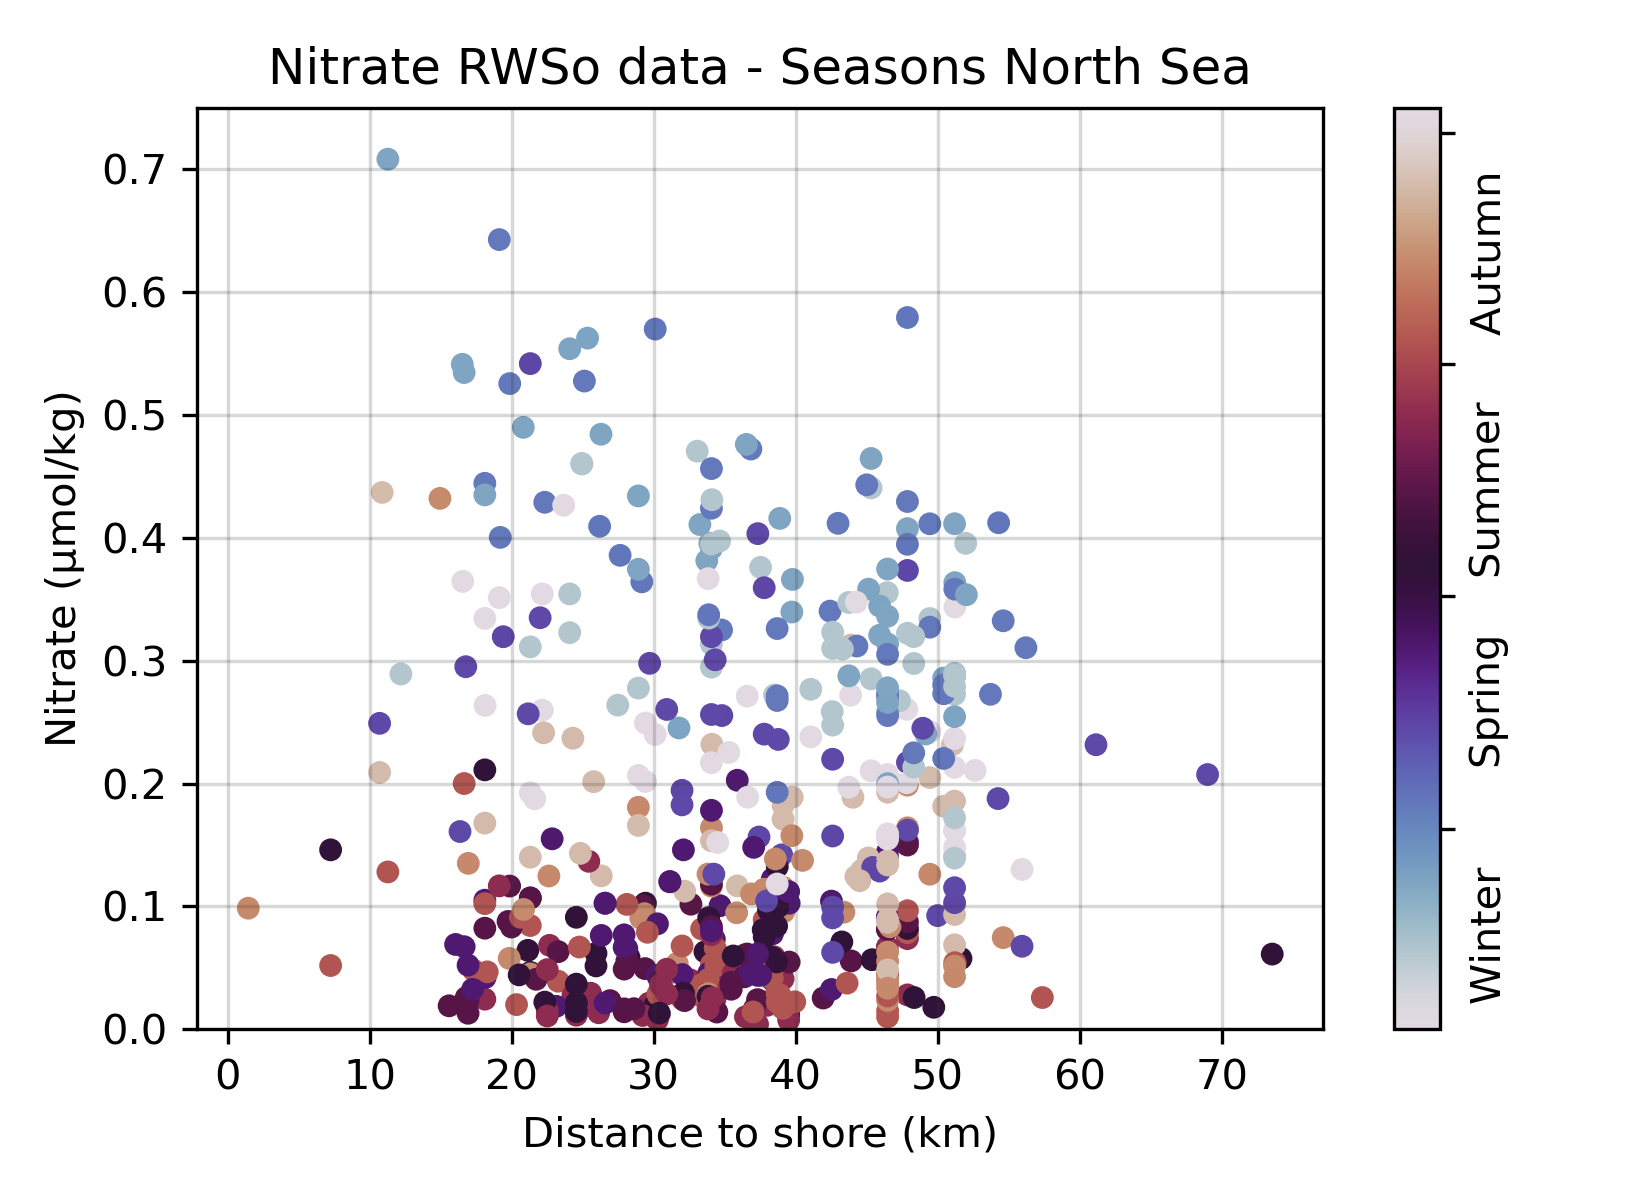 Nitrate RWSo data - Seasons North Sea
Nitrate (µmol/kg)
0.7
0.6
0.5
0.4
0.3
0.2
0.1
0.0
0 10 20 30 40 50 60 70
Distance to shore (km)
Autumn
Summer
Spring
Winter